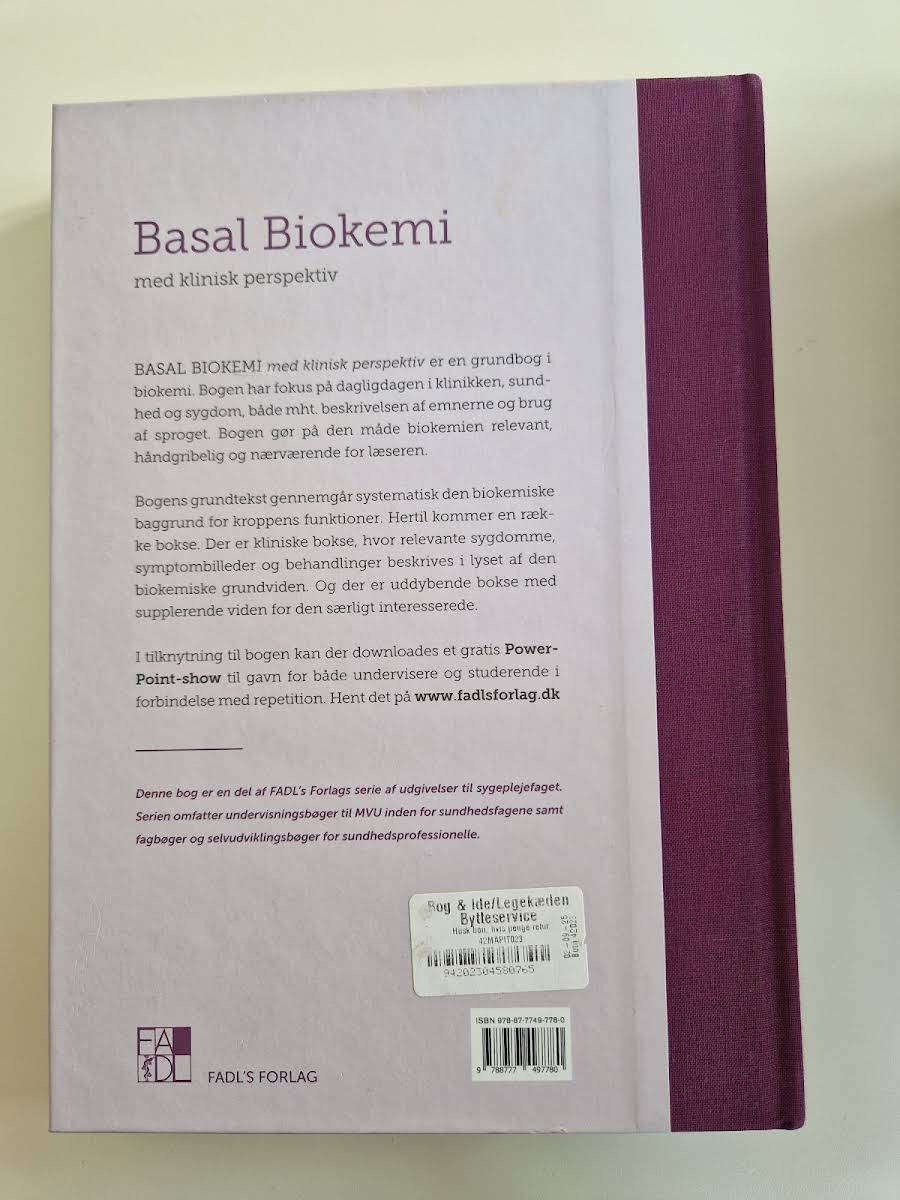 Basal Biokemi
med klinisk perspektiv
BASAL BIOKEMI med klinisk perspektiv er en grundbog i
biokemi. Bogen har fokus på dagligdagen i klinikken, sund-
hed og sygdom, både mht. beskrivelsen af emnerne og brug
af sproget. Bogen gør på den måde biokemien relevant,
håndgribelig og nærværende for læseren.
Bogens grundtekst gennemgår systematisk den biokemiske
baggrund for kroppens funktioner. Hertil kommer en ræk-
ke bokse. Der er kliniske bokse, hvor relevante sygdomme,
symptombilleder og behandlinger beskrives i lyset af den
biokemiske grundviden. Og der er uddybende bokse med
supplerende viden for den særligt interesserede.
I tilknytning til bogen kan der downloades et gratis Power-
Point-show til gavn for både undervisere og studerende i
forbindelse med repetition. Hent det på www.fadlsforlag.dk
Denne bog er en del af FADL's Forlags serie af udgivelser til sygeplejefaget.
Serien omfatter undervisningsbøger til MVU inden for sundhedsfagene samt
fagbøger og selvudviklingsbøger for sundhedsprofessionelle.
Bog & Ide/Legekæden
Bytteservice
Husk bon, hvis penge retur.
42MAPIT023
94202304580765
02-09-25
ISBN 978-87-7749-778-0
9 788777 497780
FADL
FADL'S FORLAG